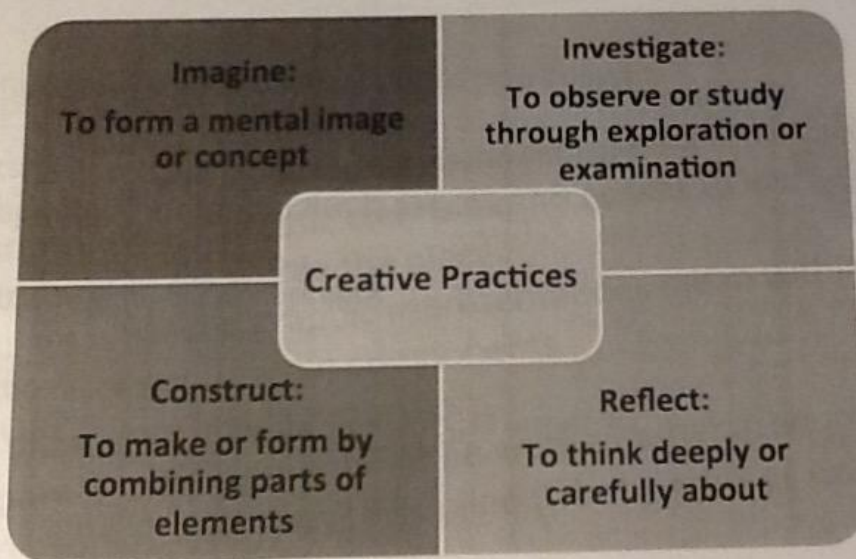 Imagine:
To form a mental image
or concept
Investigate:
To observe or study
through exploration or
examination
Creative Practices
Construct:
To make or form by
combining parts of
elements
Reflect:
To think deeply or
carefully about